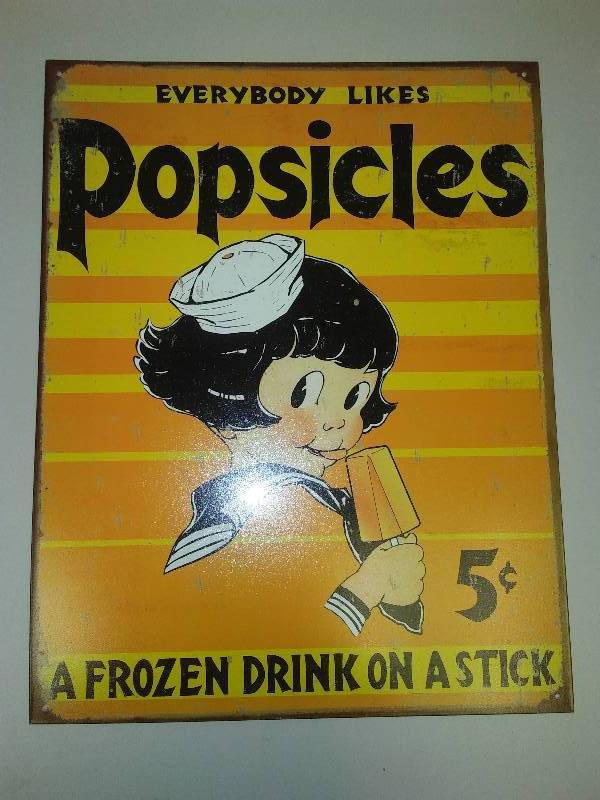 EVERYBODY LIKES
Popsicles
5¢
A FROZEN DRINK ON A STICK